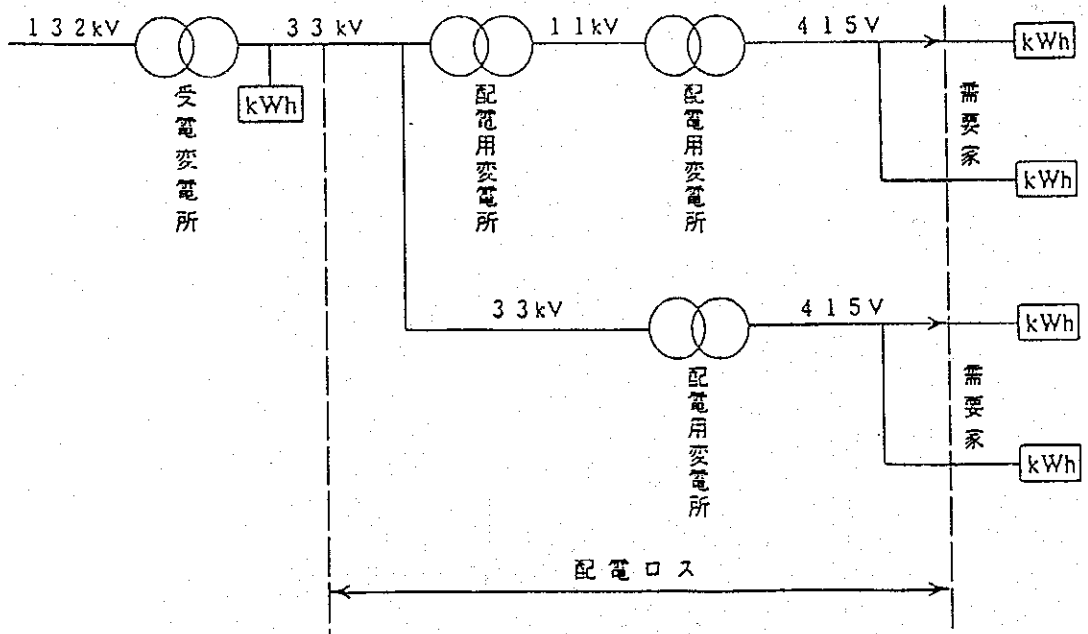 132kV
33kV
11kV
415V
kWh
kWh
受電変電所
配電用変電所
配電用変電所
需要家
kWh
33kV
415V
kWh
配電用変電所
需要家
kWh
配電ロス